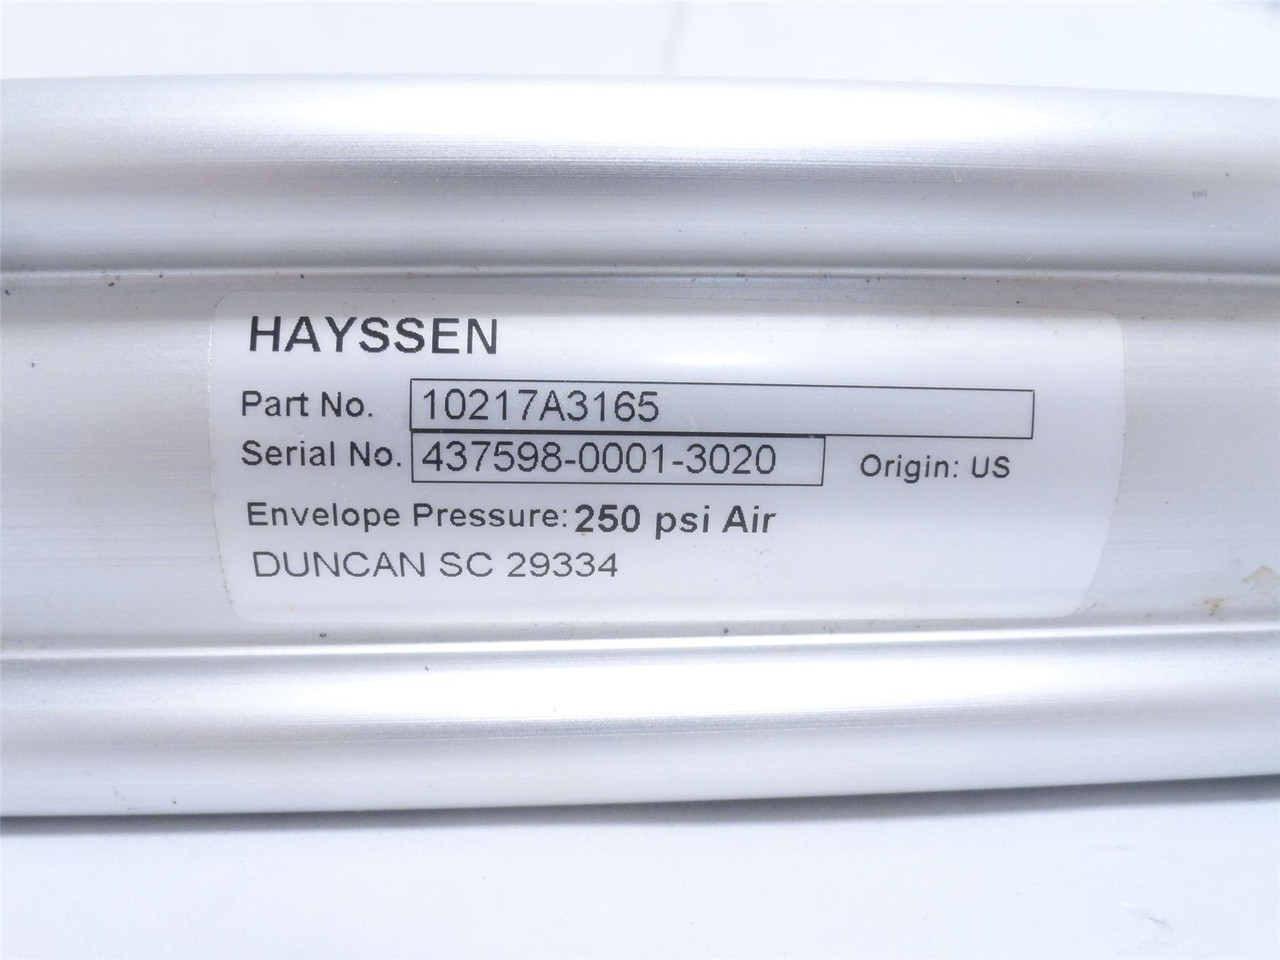 HAYSSEN
Part No. 10217A3165
Serial No. 437598-0001-3020 Origin: US
Envelope Pressure: 250 psi Air
DUNCAN SC 29334